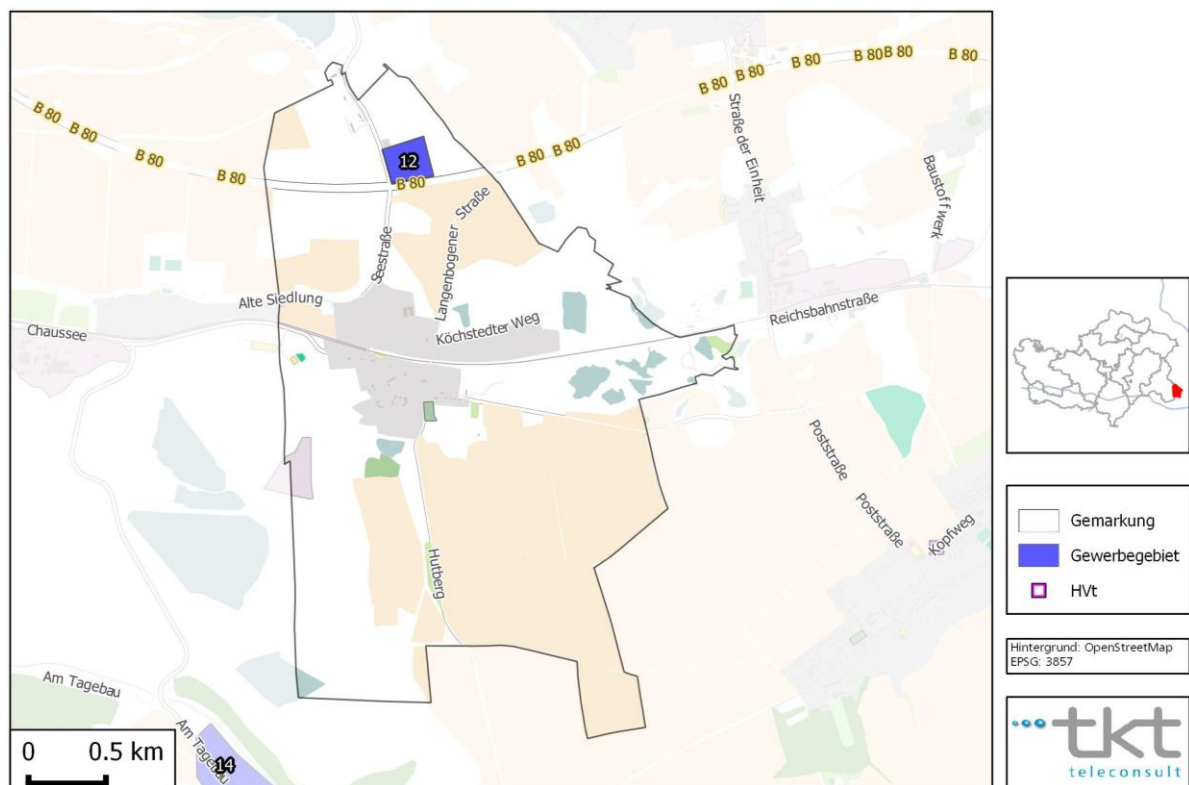 B 80
B 80
B 80
B 80
B 80
B 80
B 80
B 80
B 80
B 80
B 80
B 80
B 80
B 80
12
Straße der Einheit
Baustoffwerk
Langenbogener Straße
Seestraße
Alte Siedlung
Chaussee
Köchstedter Weg
Reichsbahnstraße
Poststraße
Poststraße
Kopfweg
Hutberg
Am Tagebau
Am Tagebau
14
0 0.5 km
Gemarkung
Gewerbegebiet
HVt
Hintergrund: OpenStreetMap
EPSG: 3857
tkt
teleconsult